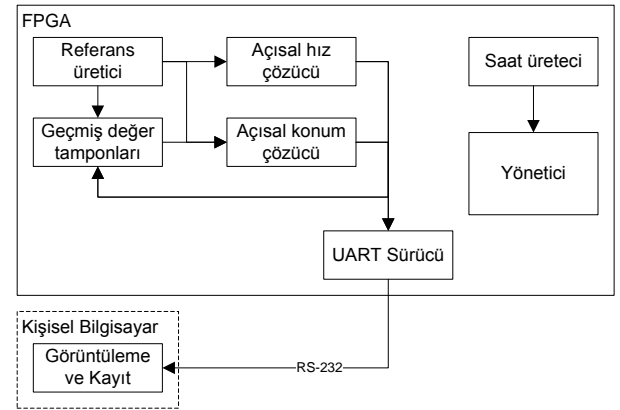 FPGA
Referans
üretici
Açısal hız
çözücü
Saat üreteci
Geçmiş değer
tamponları
Açısal konum
çözücü
Yönetici
UART Sürücü
Kişisel Bilgisayar
Görüntüleme
ve Kayıt
RS-232